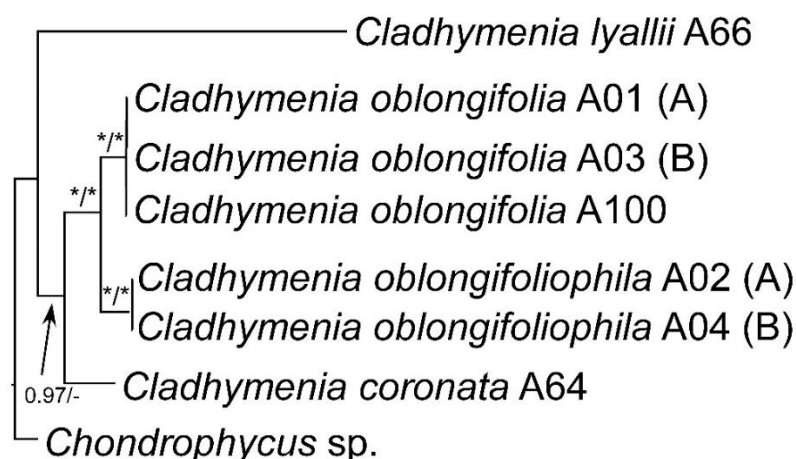 Cladhymenia lyallii A66
Cladhymenia oblongifolia A01 (A)
*/*
Cladhymenia oblongifolia A03 (B)
*/*
Cladhymenia oblongifolia A100
Cladhymenia oblongifoliophila A02 (A)
*/*
Cladhymenia oblongifoliophila A04 (B)
Cladhymenia coronata A64
0.97/-
Chondrophycus sp.